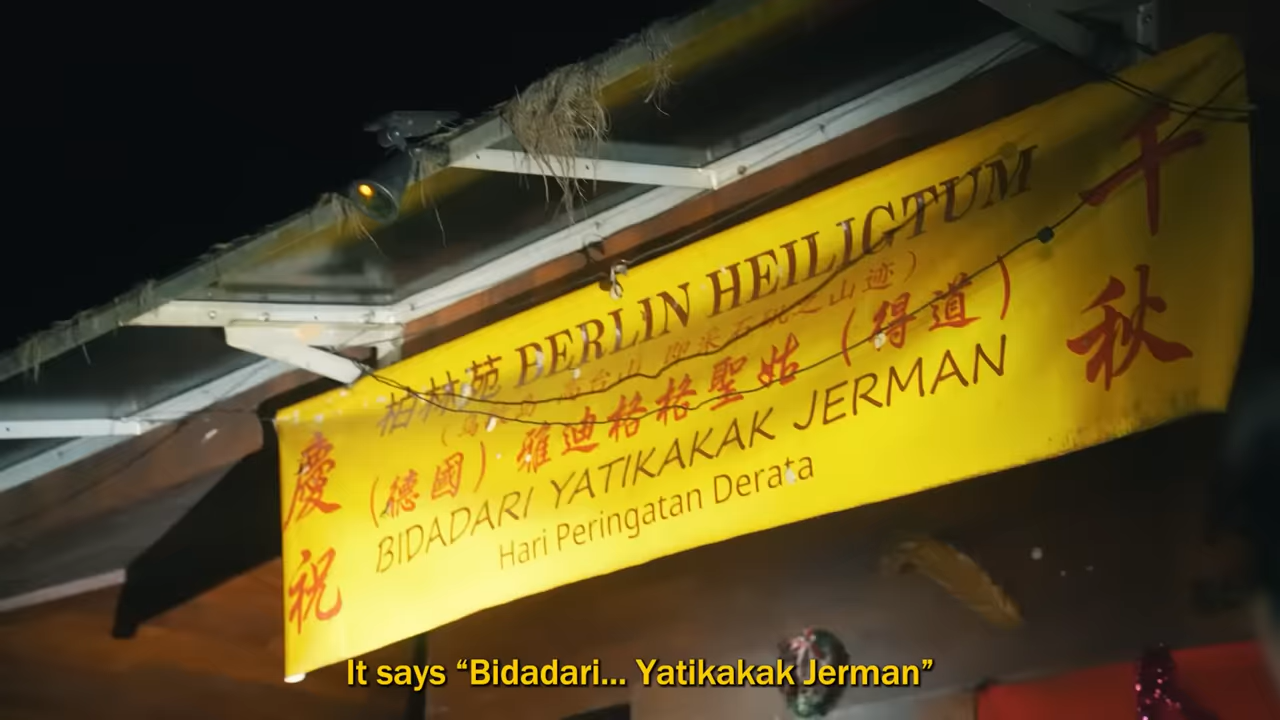 慶祝
柏林苑 BERLIN HEILIGTUM
(德國) 雅迪格格聖姑 (得道)
BIDADARI YATIKAKAK JERMAN
Hari Peringatan Derata
千秋
It says “Bidadari... Yatikakak Jerman”